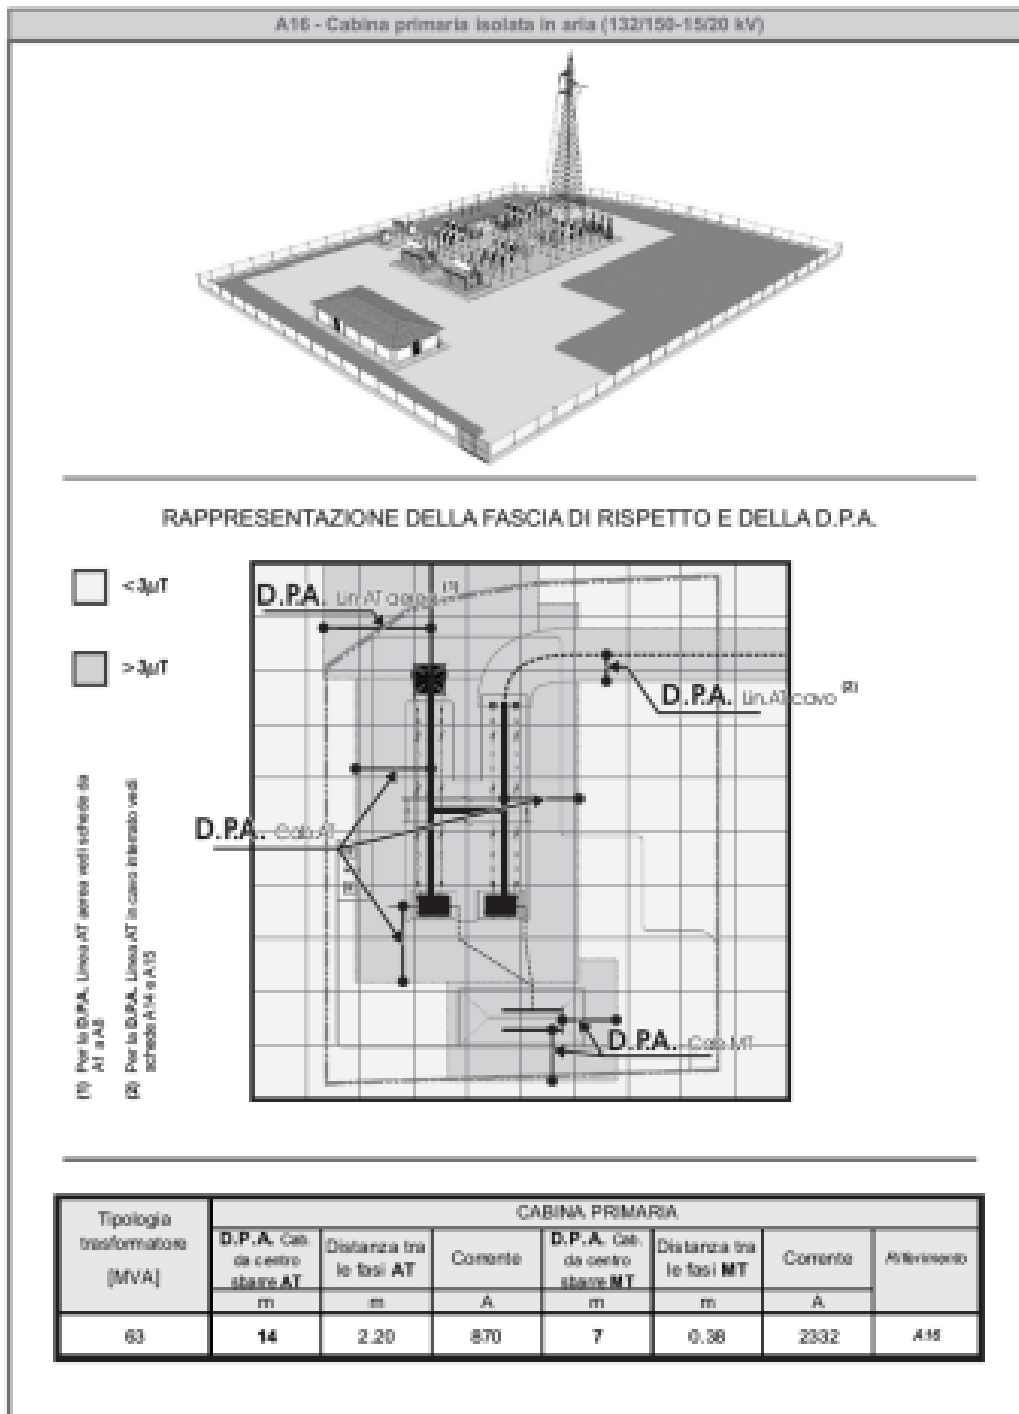 A16 - Cabina primaria isolata in aria (132/150-15/20 kV)
RAPPRESENTAZIONE DELLA FASCIA DI RISPETTO E DELLA D.P.A.
<3µT
>3µT
D.P.A. Lin.AT aerea (1)
D.P.A. Lin.AT cavo (2)
D.P.A. Cab.AT
D.P.A. Cab.MT
(1) Per la D.P.A. Linea AT aerea vedi schede da
A1 a A8
(2) Per la D.P.A. Linea AT in cavo interrato vedi
schede A14 e A15
Tipologia
trasformatore
[MVA]
CABINA PRIMARIA
D.P.A. Cab.
da centro
sbarre AT
Distanza tra
le fasi AT
Corrente
D.P.A. Cab.
da centro
sbarre MT
Distanza tra
le fasi MT
Corrente
Riferimento
m m A m m A
63 14 2.20 870 7 0.38 2332 A16